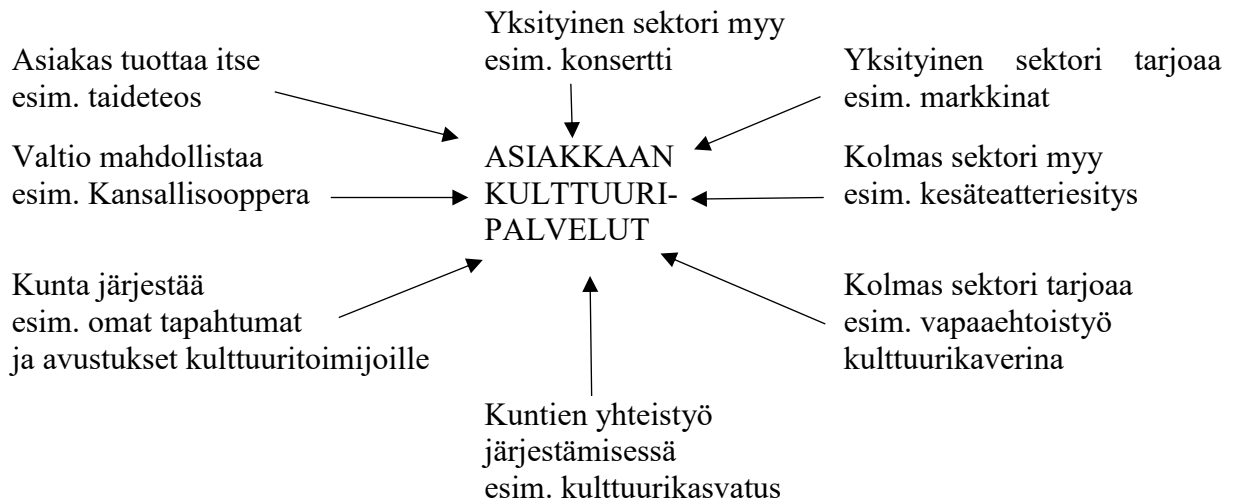 Yksityinen sektori myy
esim. konsertti
Asiakas tuottaa itse
esim. taideteos
Yksityinen sektori tarjoaa
esim. markkinat
Valtio mahdollistaa
esim. Kansallisooppera
ASIAKKAAN
KULTTUURI-
PALVELUT
Kolmas sektori myy
esim. kesäteatteriesitys
Kunta järjestää
esim. omat tapahtumat
ja avustukset kulttuuritoimijoille
Kolmas sektori tarjoaa
esim. vapaaehtoistyö
kulttuurikaverina
Kuntien yhteistyö
järjestämisessä
esim. kulttuurikasvatus